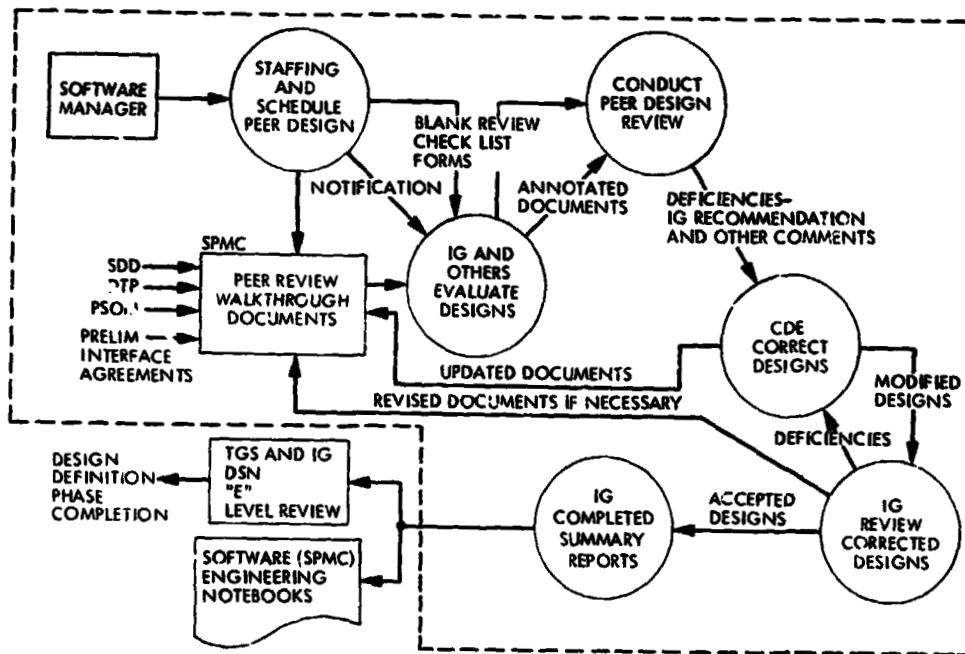 SOFTWARE
MANAGER
STAFFING
AND
SCHEDULE
PEER DESIGN
CONDUCT
PEER DESIGN
REVIEW
BLANK REVIEW
CHECK LIST
FORMS
NOTIFICATION
ANNOTATED
DOCUMENTS
DEFICIENCIES-
IG RECOMMENDATION
AND OTHER COMMENTS
SPMC
SDD
PEER REVIEW
WALKTHROUGH
DOCUMENTS
PRELIM
INTERFACE
AGREEMENTS
IG AND
OTHERS
EVALUATE
DESIGNS
CDE
CORRECT
DESIGNS
UPDATED DOCUMENTS
REVISED DOCUMENTS IF NECESSARY
MODIFIED
DESIGNS
DEFICIENCIES
DESIGN
DEFINITION
PHASE
COMPLETION
TGS AND IG
DSN
"E"
LEVEL REVIEW
SOFTWARE (SPMC)
ENGINEERING
NOTEBOOKS
IG
COMPLETED
SUMMARY
REPORTS
ACCEPTED
DESIGNS
IG
REVIEW
CORRECTED
DESIGNS